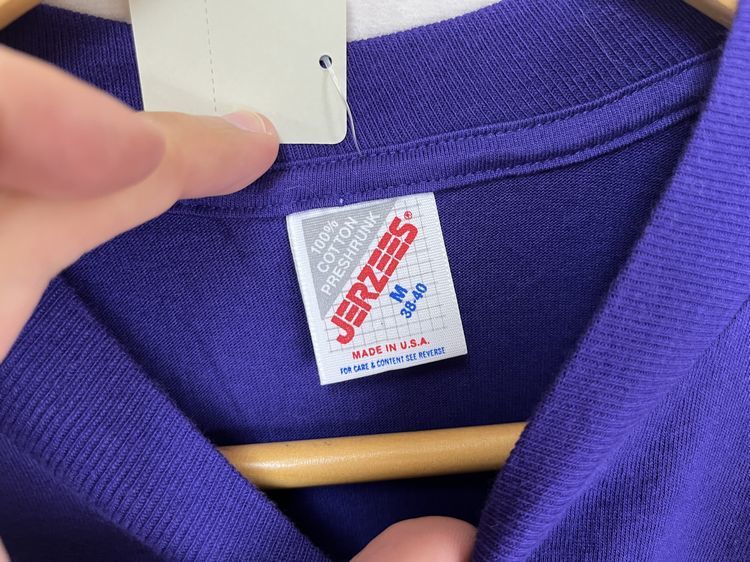 100%
COTTON
PRESHRUNK
JERZEES®
M
38-40
MADE IN U.S.A.
FOR CARE & CONTENT SEE REVERSE